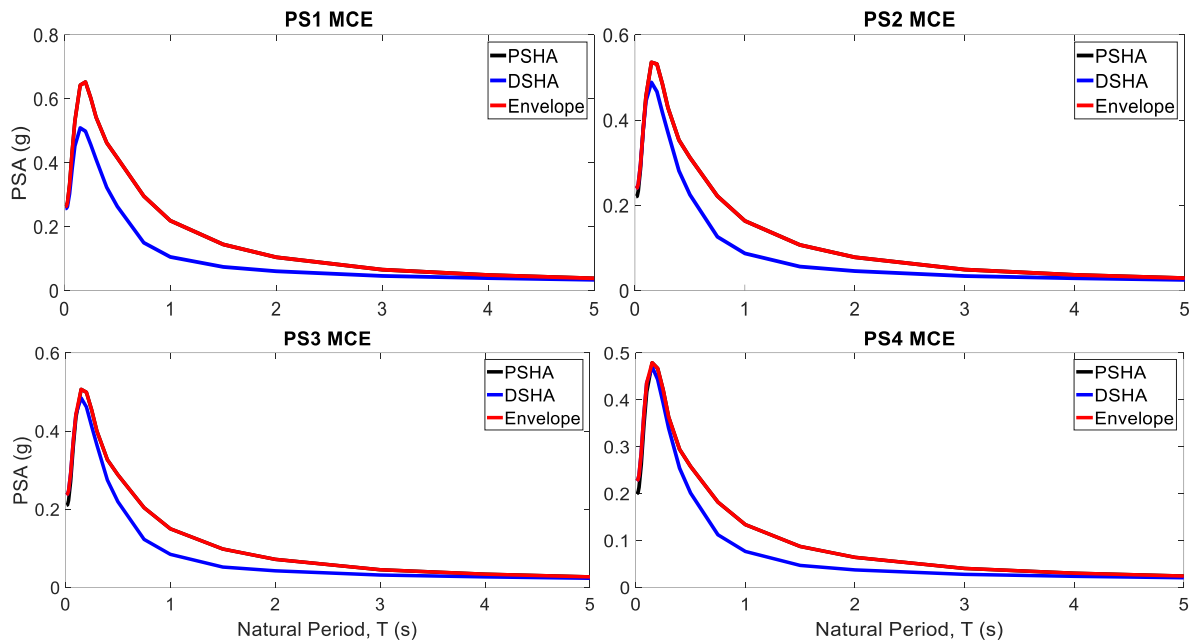 PS1 MCE
PSA (g)
0.8
0.6
0.4
0.2
0
0 1 2 3 4 5
PSHA
DSHA
Envelope
PS2 MCE
0.6
0.4
0.2
0
0 1 2 3 4 5
PSHA
DSHA
Envelope
PS3 MCE
PSA (g)
0.6
0.4
0.2
0
0 1 2 3 4 5
Natural Period, T (s)
PSHA
DSHA
Envelope
PS4 MCE
0.5
0.4
0.3
0.2
0.1
0
0 1 2 3 4 5
Natural Period, T (s)
PSHA
DSHA
Envelope